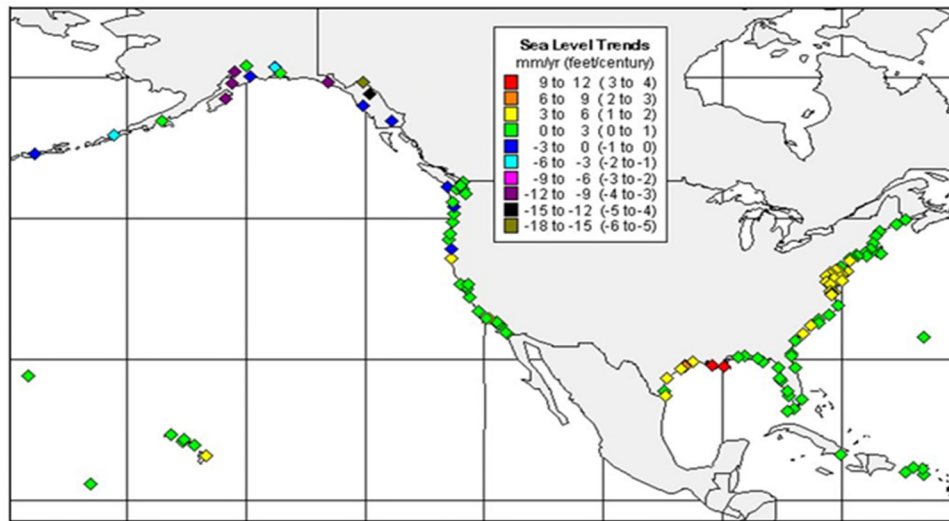 Sea Level Trends
mm/yr (feet/century)
9 to 12 (3 to 4)
6 to 9 (2 to 3)
3 to 6 (1 to 2)
0 to 3 (0 to 1)
-3 to 0 (-1 to 0)
-6 to -3 (-2 to -1)
-9 to -6 (-3 to -2)
-12 to -9 (-4 to -3)
-15 to -12 (-5 to -4)
-18 to -15 (-6 to -5)